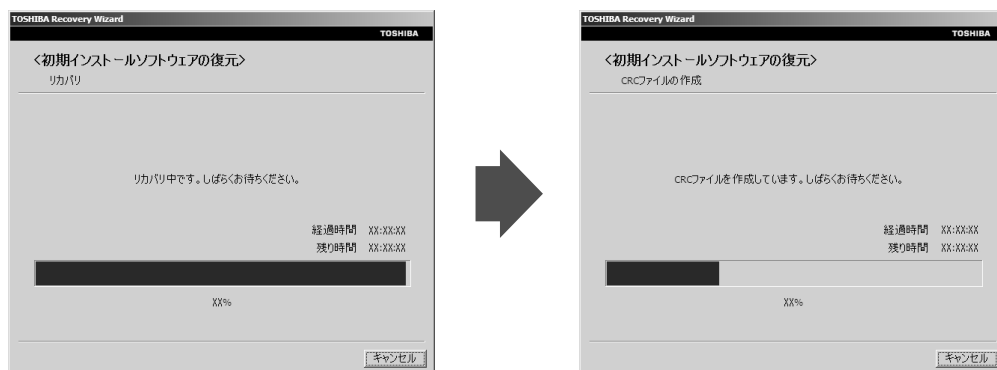 TOSHIBA Recovery Wizard
TOSHIBA
<初期インストールソフトウェアの復元>
リカバリ
リカバリ中です。しばらくお待ちください。
経過時間 XX:XX:XX
残り時間 XX:XX:XX
XX%
キャンセル
TOSHIBA Recovery Wizard
TOSHIBA
<初期インストールソフトウェアの復元>
CRCファイルの作成
CRCファイルを作成しています。しばらくお待ちください。
経過時間 XX:XX:XX
残り時間 XX:XX:XX
XX%
キャンセル